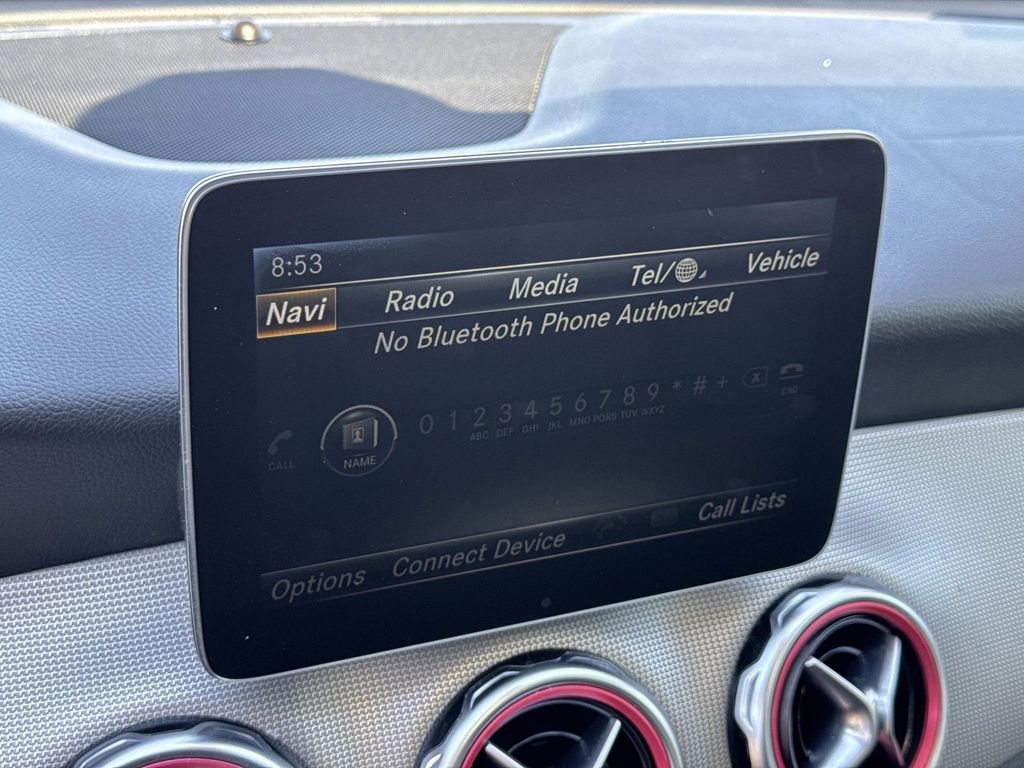 8:53
Navi Radio Media Tel/ Vehicle
No Bluetooth Phone Authorized
CALL NAME 0 1 2 ABC 3 DEF 4 GHI 5 JKL 6 MNO 7 PQRS 8 TUV 9 WXYZ * # + X END
Options Connect Device Call Lists